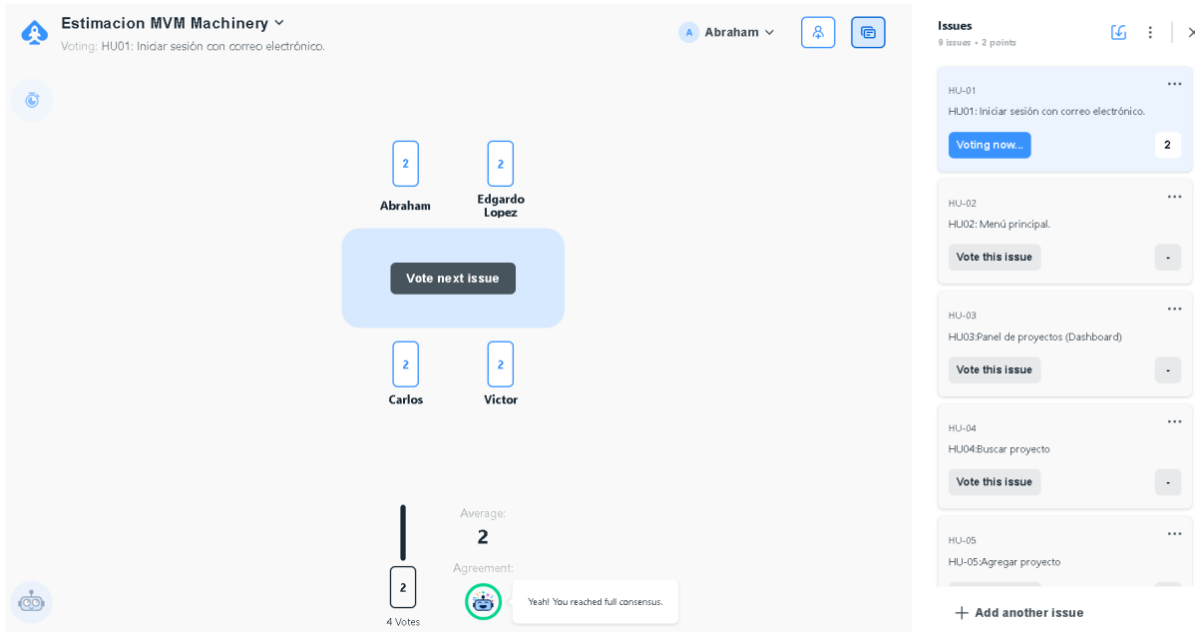 Estimacion MVM Machinery
Voting: HU01: Iniciar sesión con correo electrónico.
A Abraham
2
2
Abraham
Edgardo
Lopez
Vote next issue
2
2
Carlos
Victor
Average:
2
Agreement:
2
4 Votes
Yeah! You reached full consensus.
Issues
9 issues • 2 points
HU-01
HU01: Iniciar sesión con correo electrónico.
Voting now...
2
HU-02
HU02: Menú principal.
Vote this issue
-
HU-03
HU03:Panel de proyectos (Dashboard)
Vote this issue
-
HU-04
HU04:Buscar proyecto
Vote this issue
-
HU-05
HU-05:Agregar proyecto
+ Add another issue